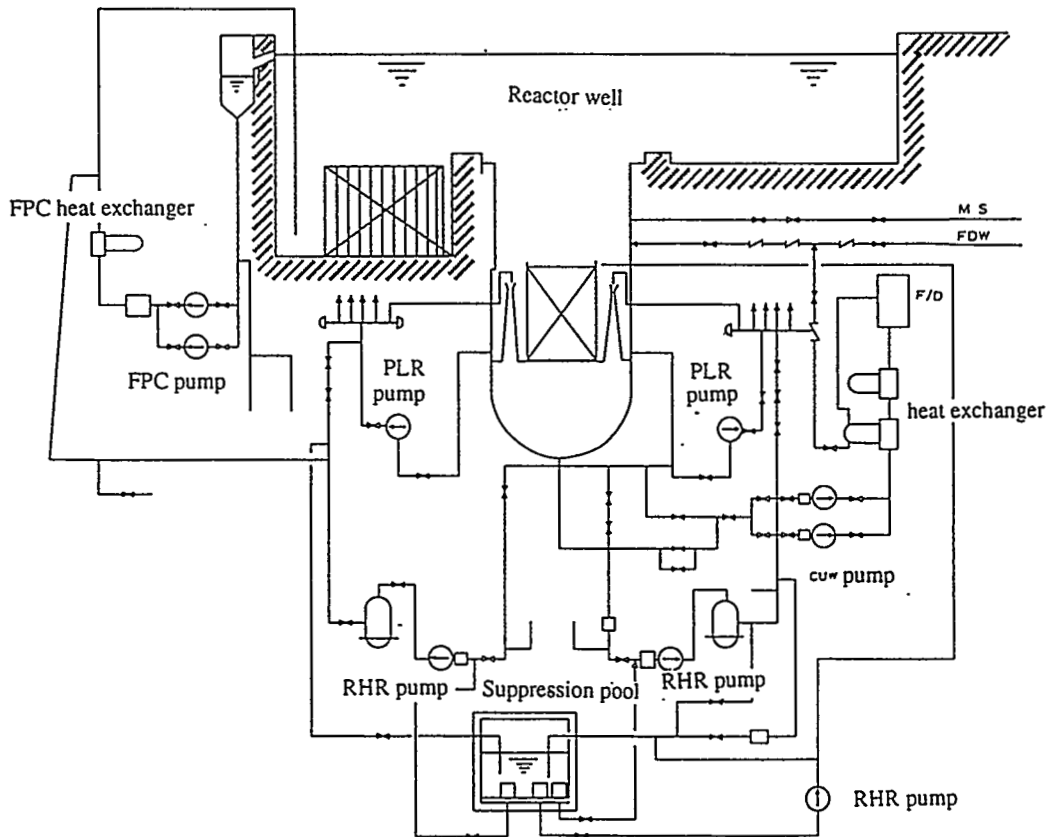 Reactor well
FPC heat exchanger
M S
FDW
F/D
FPC pump
PLR
pump
PLR
pump
heat exchanger
CUW pump
RHR pump
Suppression pool
RHR pump
RHR pump